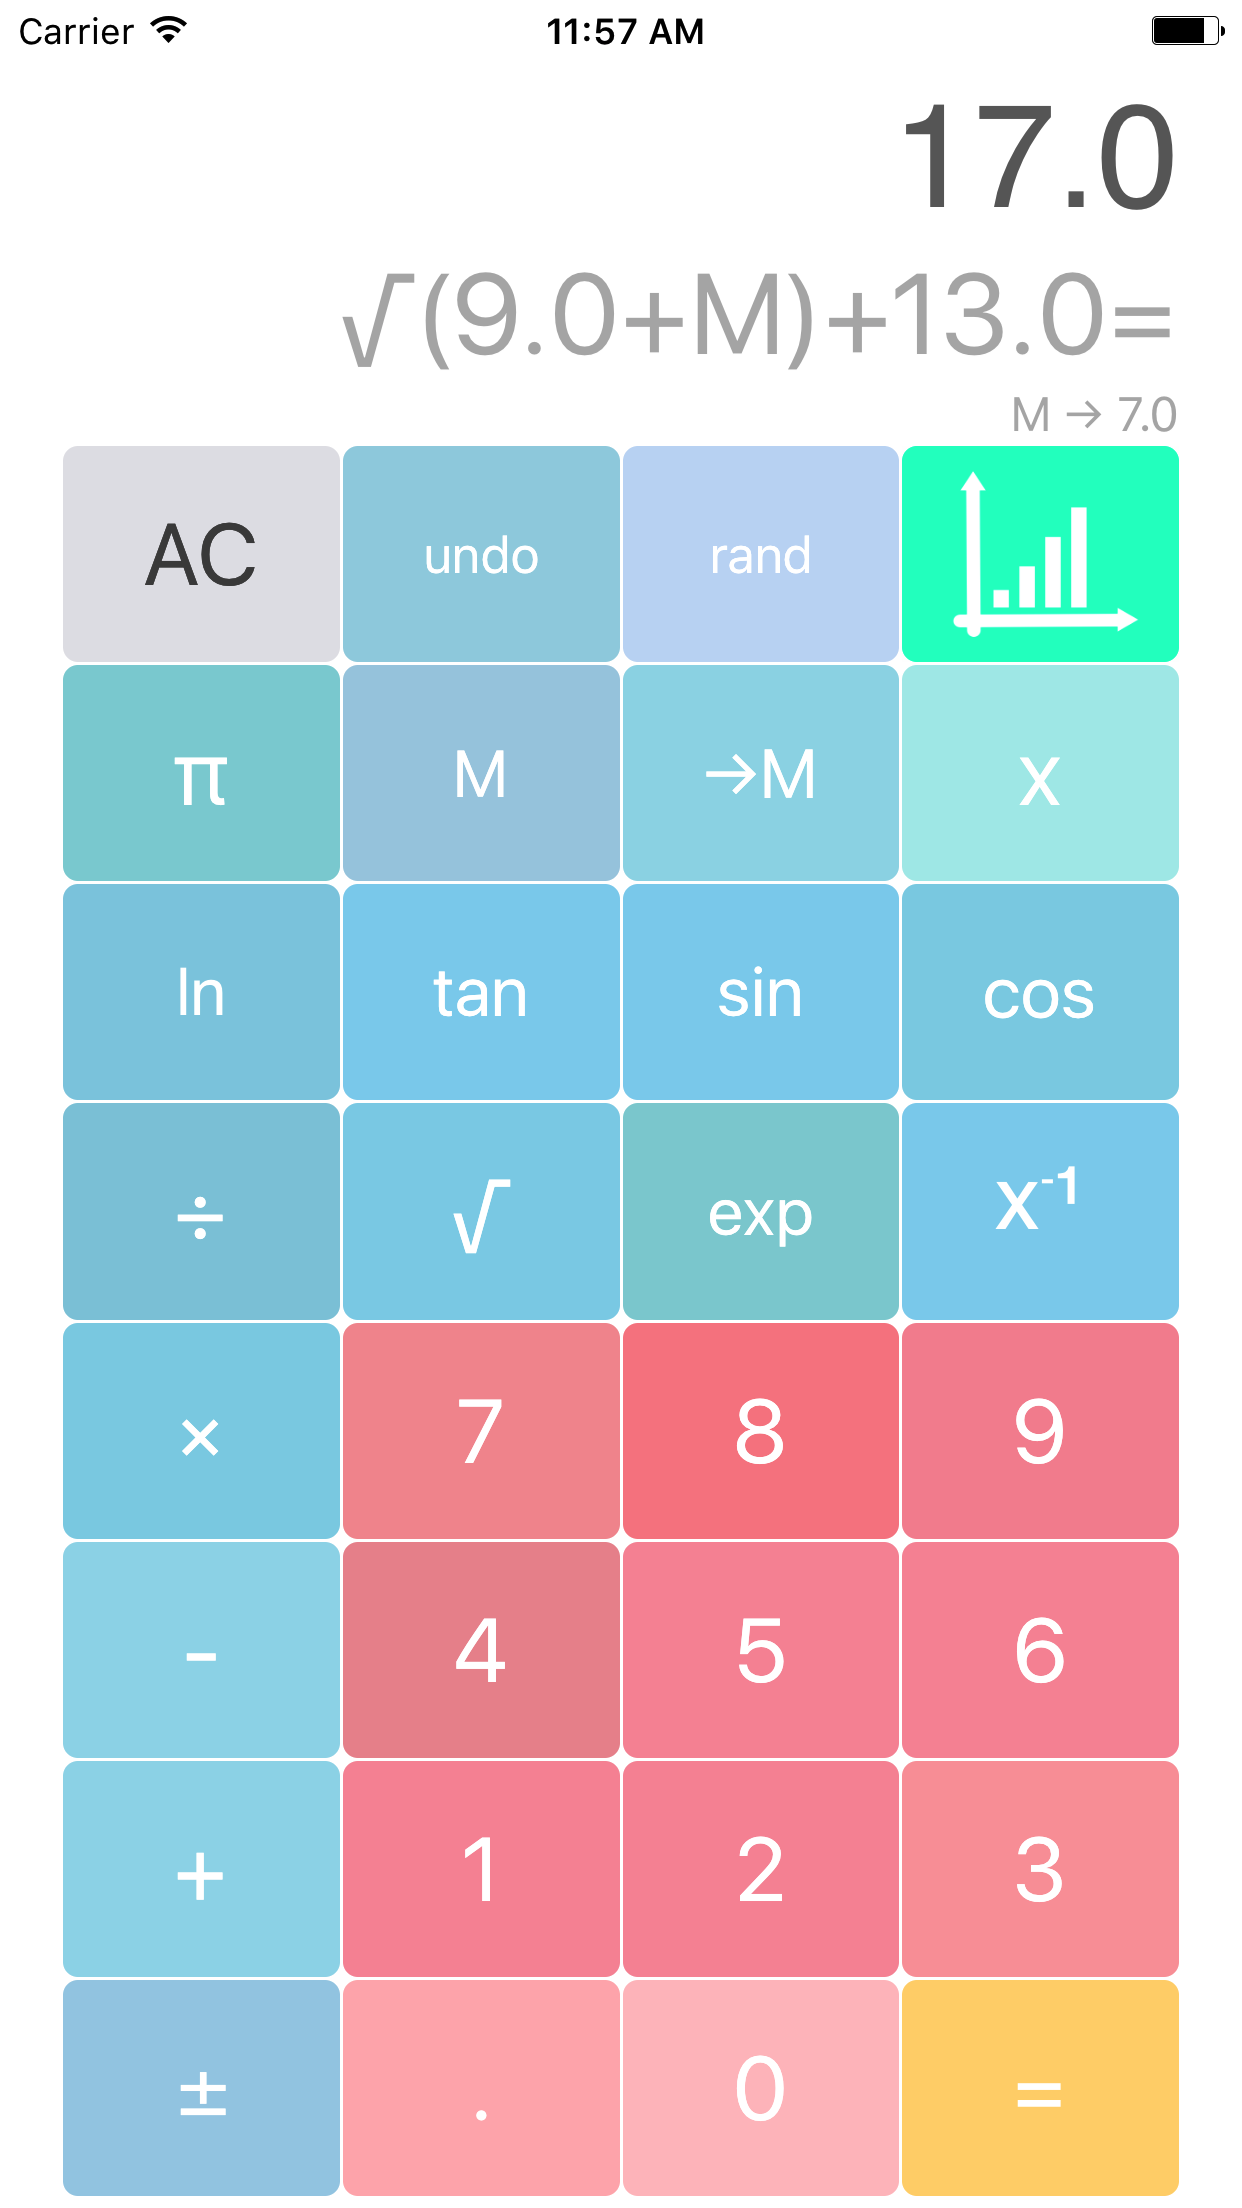 Carrier 11:57 AM
17.0
√(9.0+M)+13.0=
M → 7.0
AC undo rand
π M →M x
ln tan sin cos
÷ √ exp x⁻¹
× 7 8 9
- 4 5 6
+ 1 2 3
± . 0 =